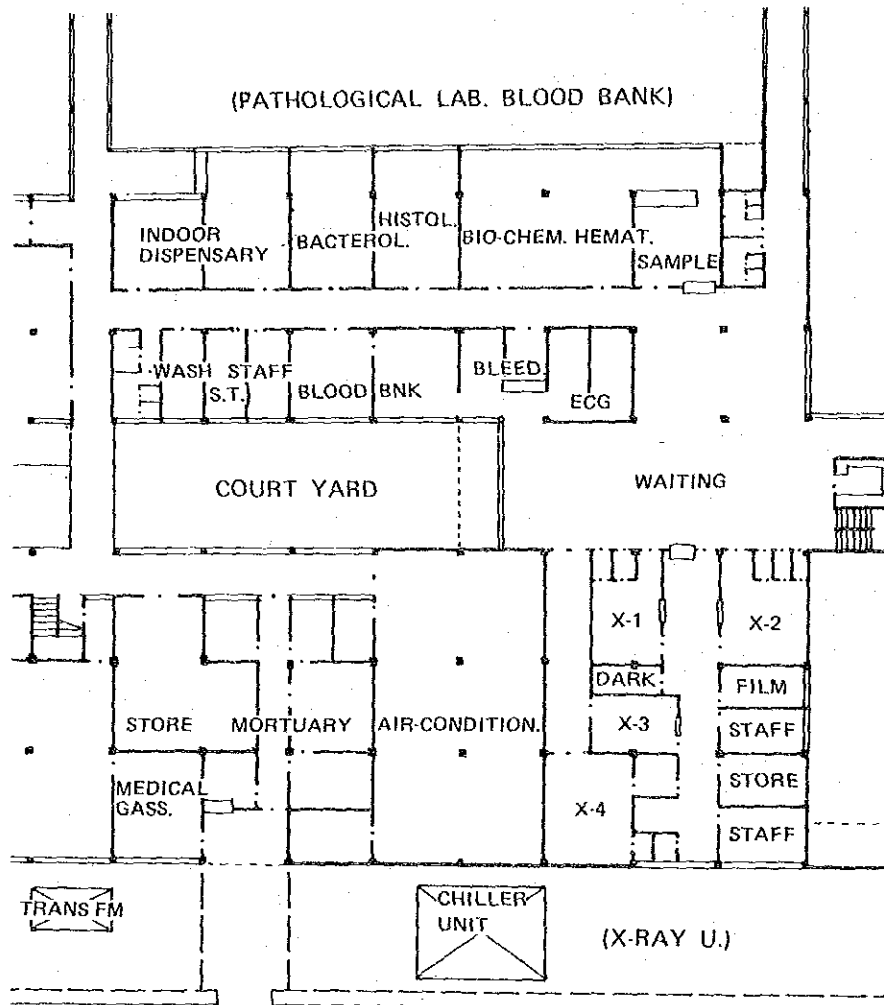 (PATHOLOGICAL LAB. BLOOD BANK)
INDOOR
DISPENSARY
BACTEROL.
HISTOL.
BIO-CHEM. HEMAT.
SAMPLE
WASH STAFF
S.T.
BLOOD BNK
BLEED.
ECG
COURT YARD
WAITING
X-1
X-2
DARK
FILM
X-3
STAFF
STORE
MORTUARY
AIR-CONDITION.
MEDICAL
GASS.
X-4
STORE
STAFF
TRANS FM
CHILLER
UNIT
(X-RAY U.)